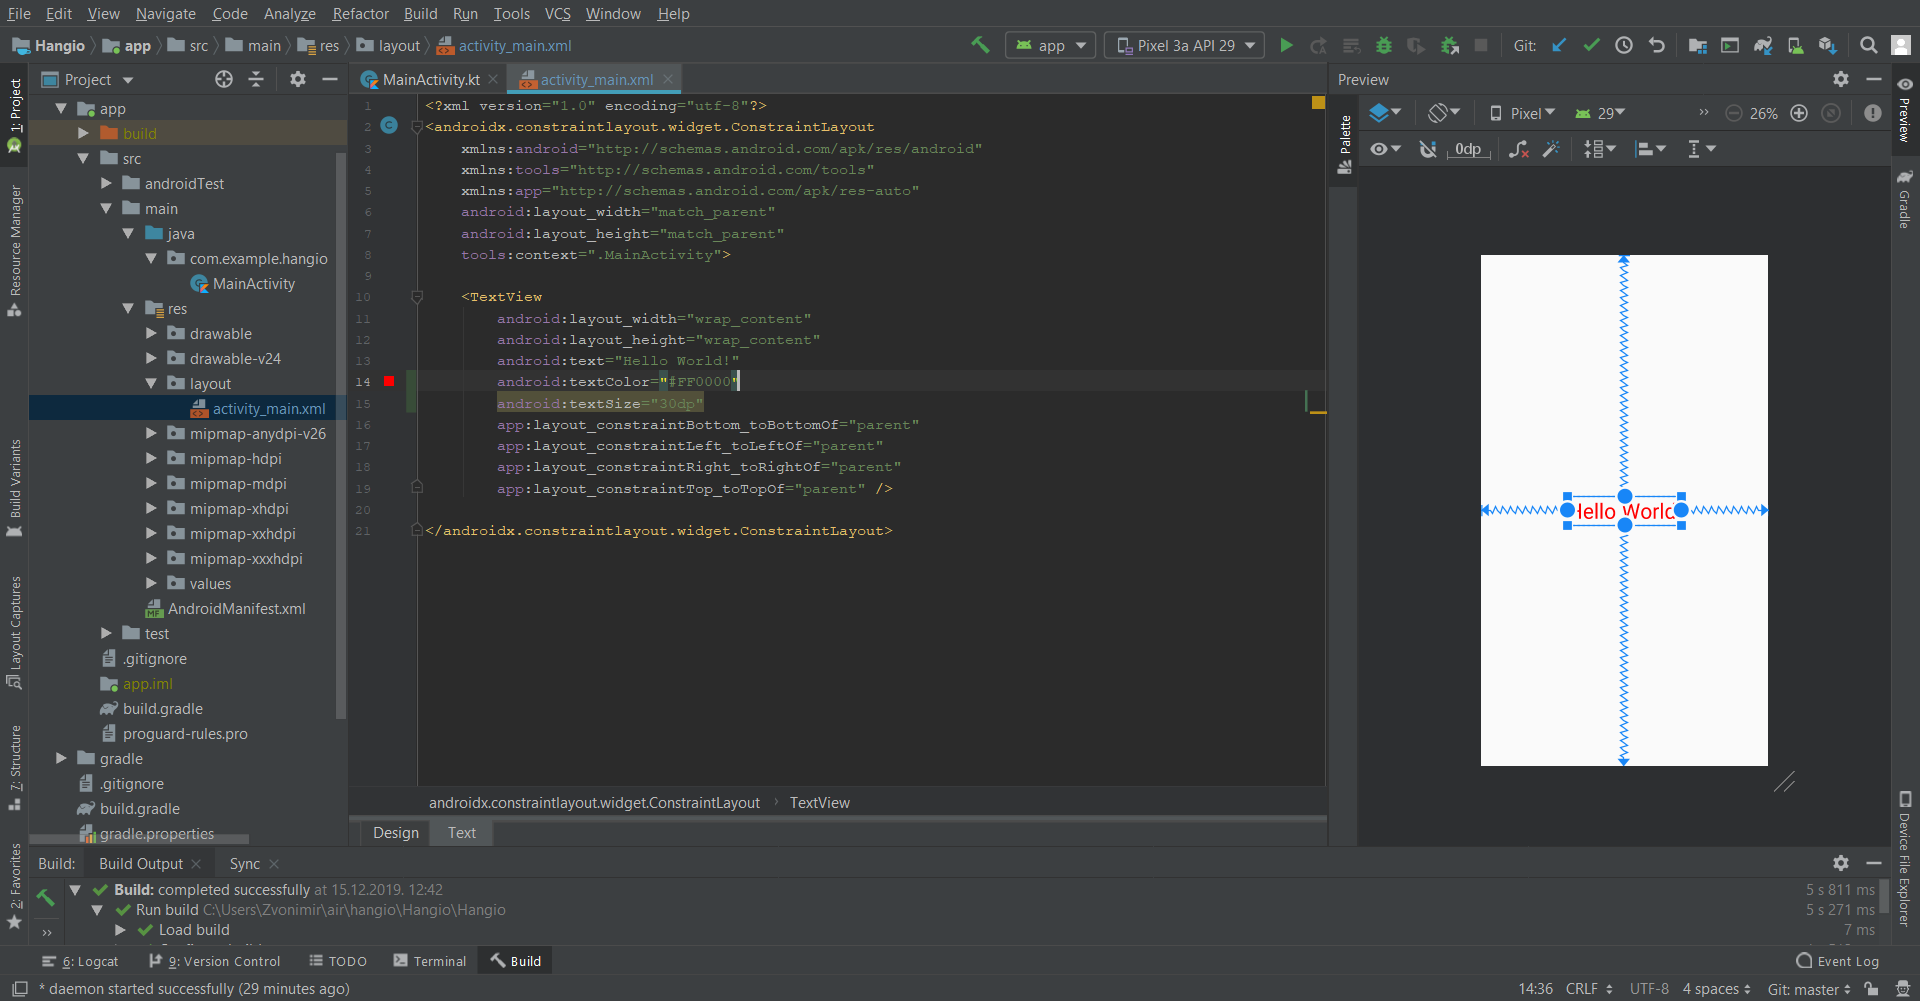 File Edit View Navigate Code Analyze Refactor Build Run Tools VCS Window Help
Hangio app src main res layout activity_main.xml
app Pixel 3a API 29 Git:
Project
MainActivity.kt activity_main.xml
Preview
1: Project
Resource Manager
Build Variants
Layout Captures
7: Structure
2: Favorites
app
build
src
androidTest
main
java
com.example.hangio
MainActivity
res
drawable
drawable-v24
layout
activity_main.xml
mipmap-anydpi-v26
mipmap-hdpi
mipmap-mdpi
mipmap-xhdpi
mipmap-xxhdpi
mipmap-xxxhdpi
values
MF AndroidManifest.xml
test
.gitignore
app.iml
build.gradle
proguard-rules.pro
gradle
.gitignore
build.gradle
gradle.properties
1 <?xml version="1.0" encoding="utf-8"?>
2 C <androidx.constraintlayout.widget.ConstraintLayout
3 xmlns:android="http://schemas.android.com/apk/res/android"
4 xmlns:tools="http://schemas.android.com/tools"
5 xmlns:app="http://schemas.android.com/apk/res-auto"
6 android:layout_width="match_parent"
7 android:layout_height="match_parent"
8 tools:context=".MainActivity">
9
10 <TextView
11 android:layout_width="wrap_content"
12 android:layout_height="wrap_content"
13 android:text="Hello World!"
14 android:textColor="#FF0000"
15 android:textSize="30dp"
16 app:layout_constraintBottom_toBottomOf="parent"
17 app:layout_constraintLeft_toLeftOf="parent"
18 app:layout_constraintRight_toRightOf="parent"
19 app:layout_constraintTop_toTopOf="parent" />
20
21 </androidx.constraintlayout.widget.ConstraintLayout>
androidx.constraintlayout.widget.ConstraintLayout › TextView
Design Text
Palette
Pixel 29 » 26%
0dp
Hello World
Preview
Gradle
Device File Explorer
Build: Build Output Sync
Build: completed successfully at 15.12.2019. 12:42 5 s 811 ms
Run build C:\Users\Zvonimir\air\hangio\Hangio\Hangio 5 s 271 ms
» Load build 7 ms
6: Logcat 9: Version Control TODO Terminal Build Event Log
* daemon started successfully (29 minutes ago) 14:36 CRLF UTF-8 4 spaces Git: master